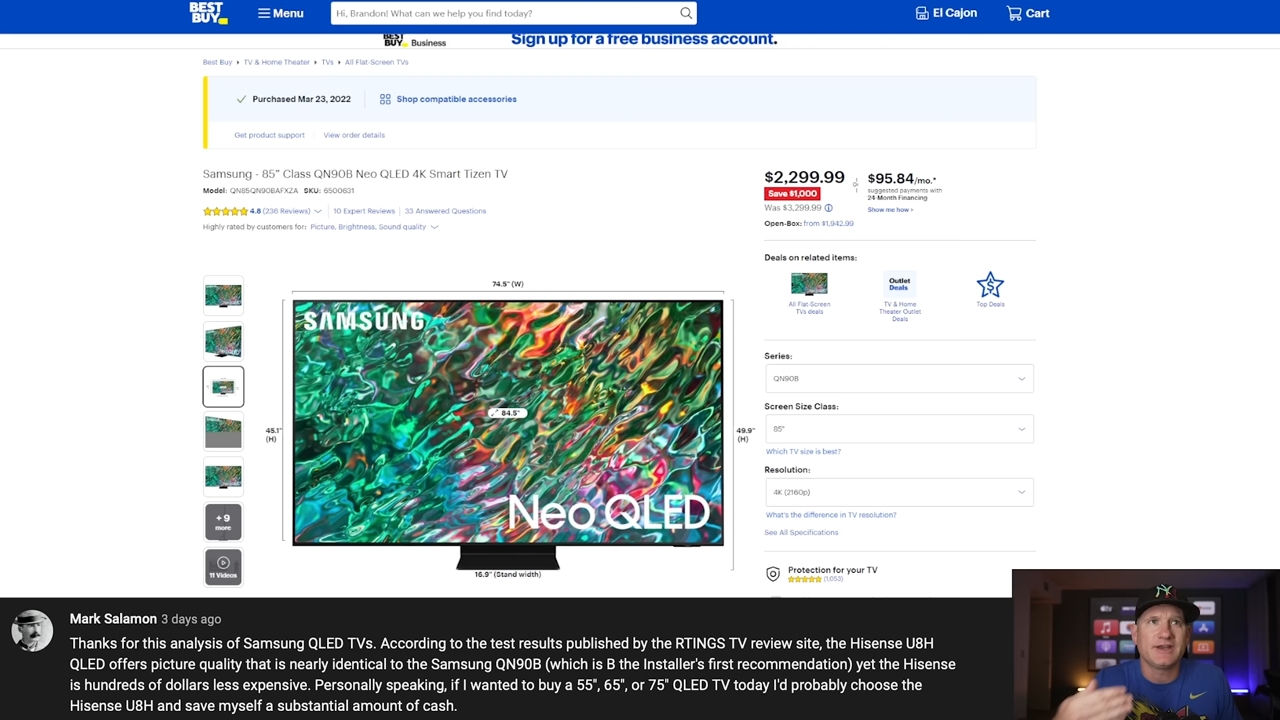 BEST BUY
Menu
Hi, Brandon! What can we help you find today?
El Cajon
Cart
BEST BUY Business
Sign up for a free business account.
Best Buy
TV & Home Theater
TVs
All Flat-Screen TVs
Purchased Mar 23, 2022
Shop compatible accessories
Get product support
View order details
Samsung - 85" Class QN90B Neo QLED 4K Smart Tizen TV
Model: QN85QN90BAFXZA SKU: 6500631
4.8 (236 Reviews)
10 Expert Reviews
33 Answered Questions
Highly rated by customers for: Picture, Brightness, Sound quality
$2,299.99
Save $1,000
Was $3,299.99
Open-Box: from $1,942.99
$95.84/mo.*
suggested payments with
24-Month Financing
Show me how >
Deals on related items:
All Flat-Screen
TVs deals
Outlet
Deals
TV & Home
Theater Outlet
Deals
Top Deals
Series:
QN90B
Screen Size Class:
85"
Which TV size is best?
Resolution:
4K (2160p)
What's the difference in TV resolution?
See All Specifications
Protection for your TV
(1,053)
74.5" (W)
SAMSUNG
84.5"
45.1"
(H)
49.9"
(H)
Neo QLED
16.9" (Stand width)
+ 9
more
11 Videos
Mark Salamon 3 days ago
Thanks for this analysis of Samsung QLED TVs. According to the test results published by the RTINGS TV review site, the Hisense U8H
QLED offers picture quality that is nearly identical to the Samsung QN90B (which is B the Installer's first recommendation) yet the Hisense
is hundreds of dollars less expensive. Personally speaking, if I wanted to buy a 55", 65", or 75" QLED TV today I'd probably choose the
Hisense U8H and save myself a substantial amount of cash.